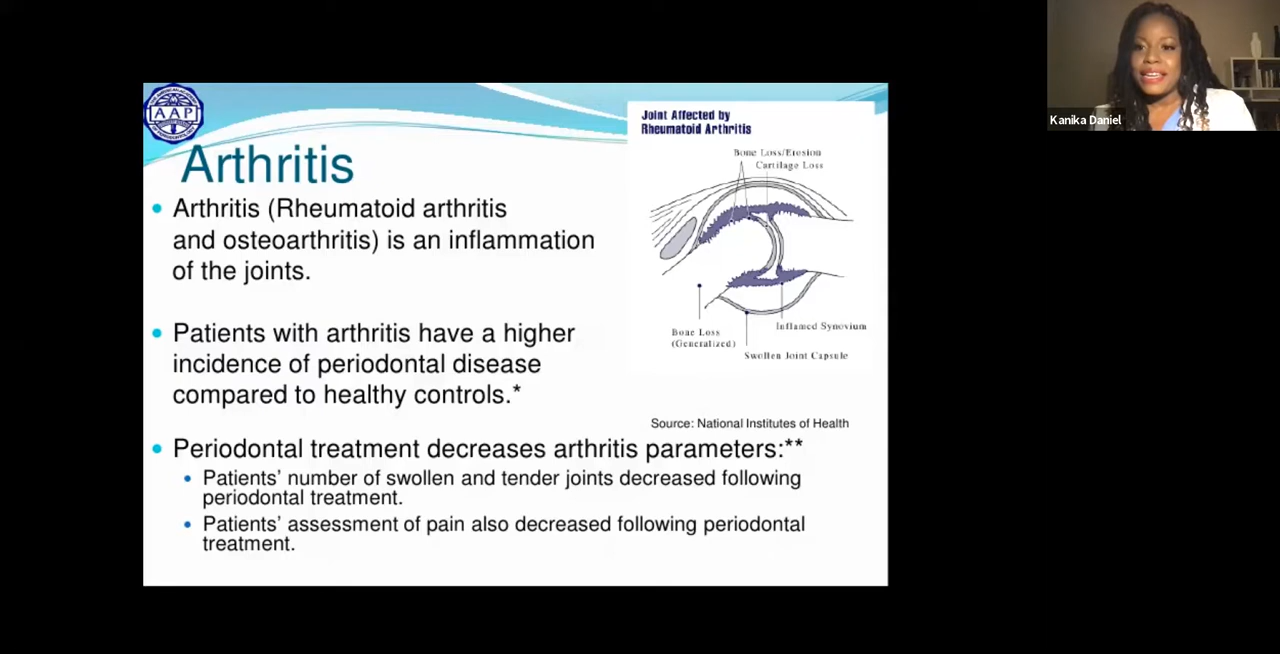 AAP
Arthritis
Arthritis (Rheumatoid arthritis
and osteoarthritis) is an inflammation
of the joints.
Patients with arthritis have a higher
incidence of periodontal disease
compared to healthy controls.*
Periodontal treatment decreases arthritis parameters:**
Patients’ number of swollen and tender joints decreased following
periodontal treatment.
Patients’ assessment of pain also decreased following periodontal
treatment.
Joint Affected by
Rheumatoid Arthritis
Bone Loss/Erosion
Cartilage Loss
Bone Loss
(Generalized)
Inflamed Synovium
Swollen Joint Capsule
Source: National Institutes of Health
Kanika Daniel